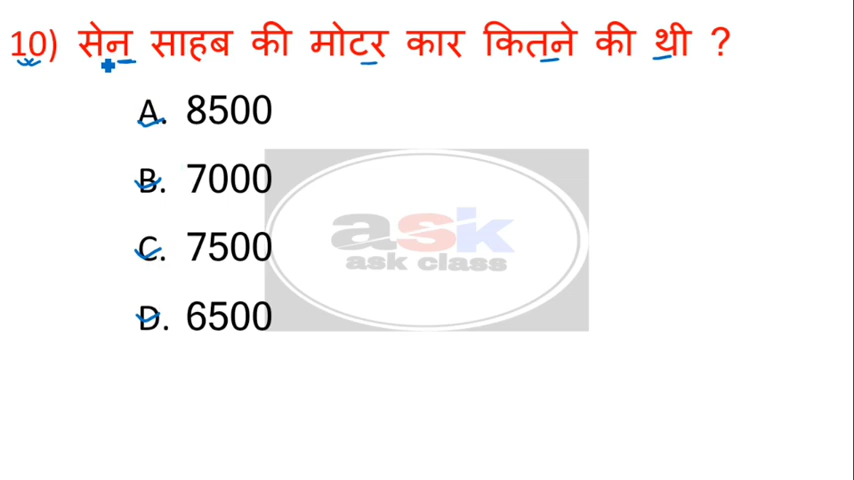 10) सेन साहब की मोटर कार कितने की थी ?
A. 8500
B. 7000
C. 7500
D. 6500
ask
ask class